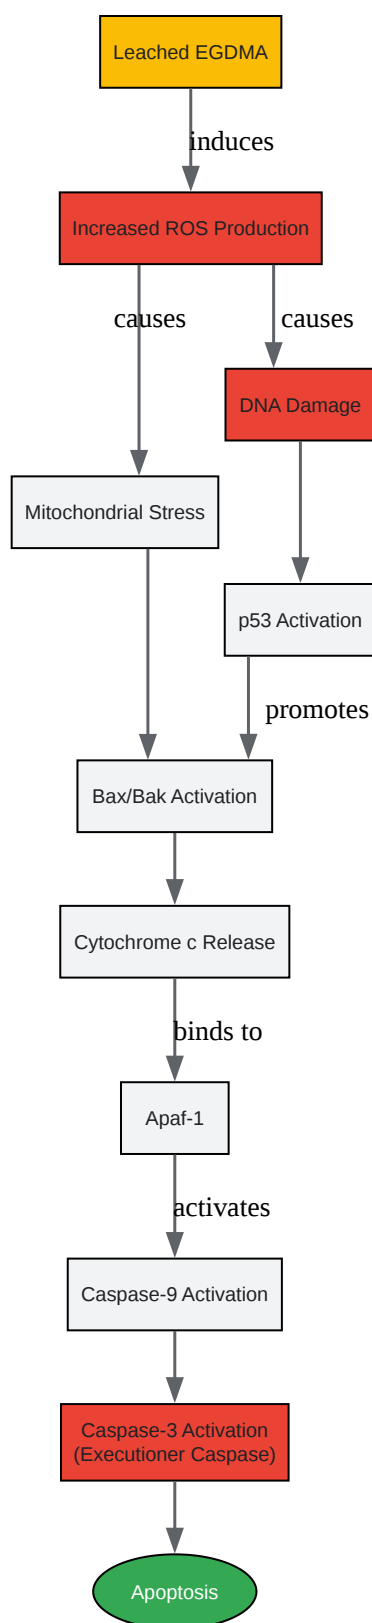 Leached EGDMA
induces
Increased ROS Production
causes
causes
DNA Damage
Mitochondrial Stress
p53 Activation
promotes
Bax/Bak Activation
Cytochrome c Release
binds to
Apaf-1
activates
Caspase-9 Activation
Caspase-3 Activation
(Executioner Caspase)
Apoptosis